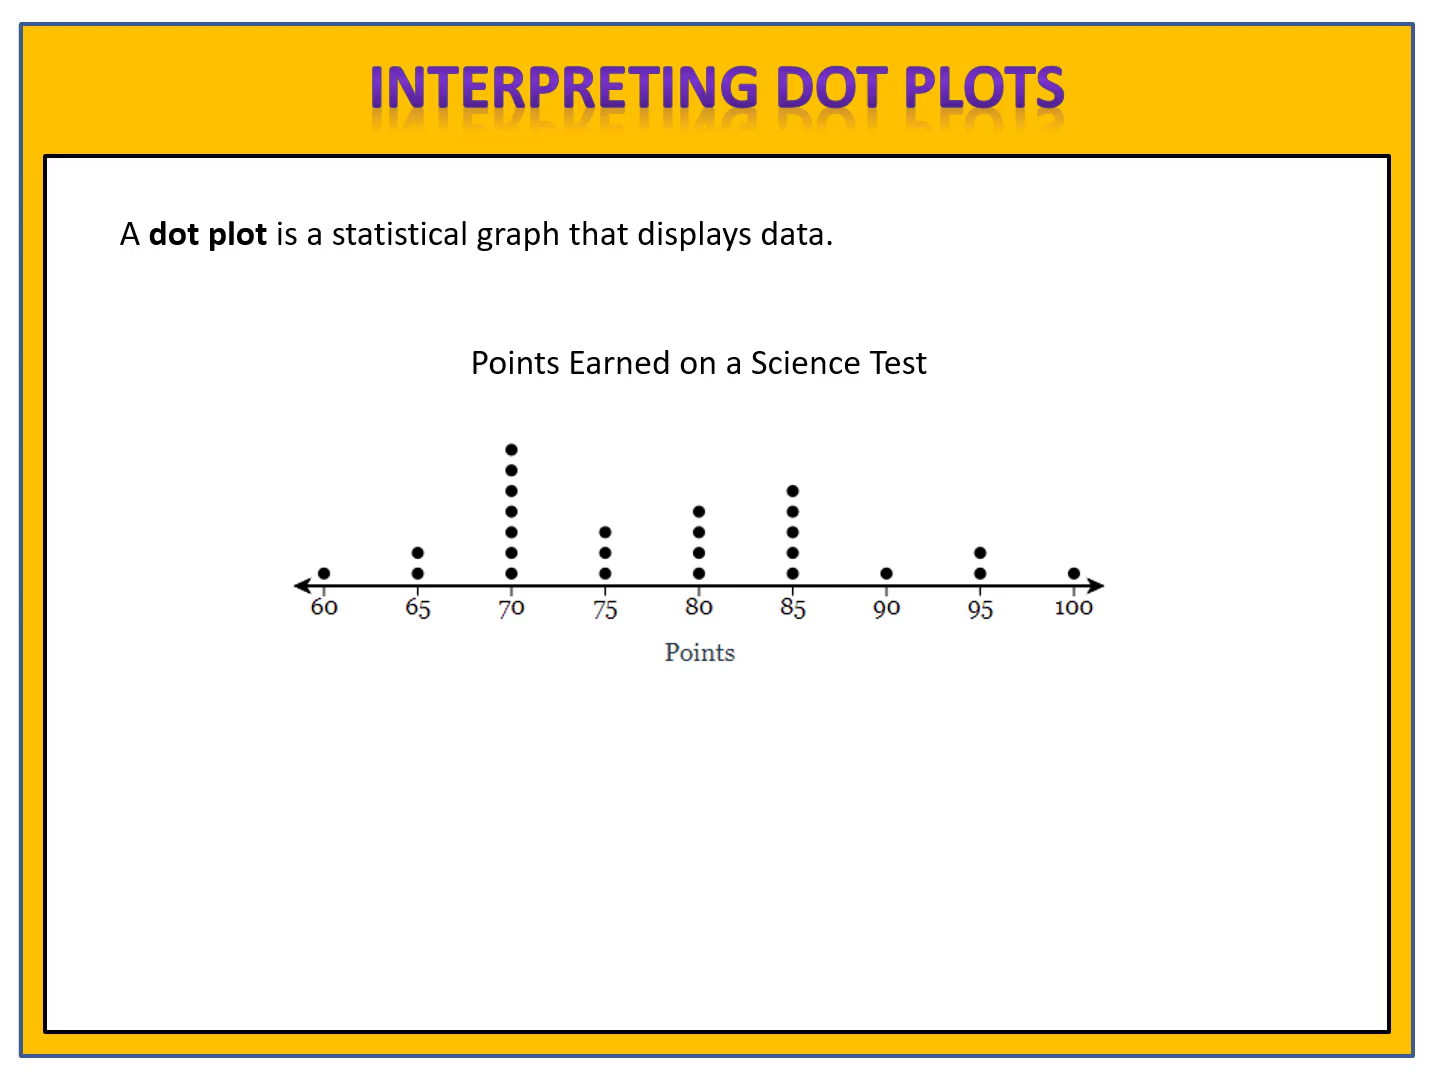 INTERPRETING DOT PLOTS
A dot plot is a statistical graph that displays data.
Points Earned on a Science Test
60 65 70 75 80 85 90 95 100
Points